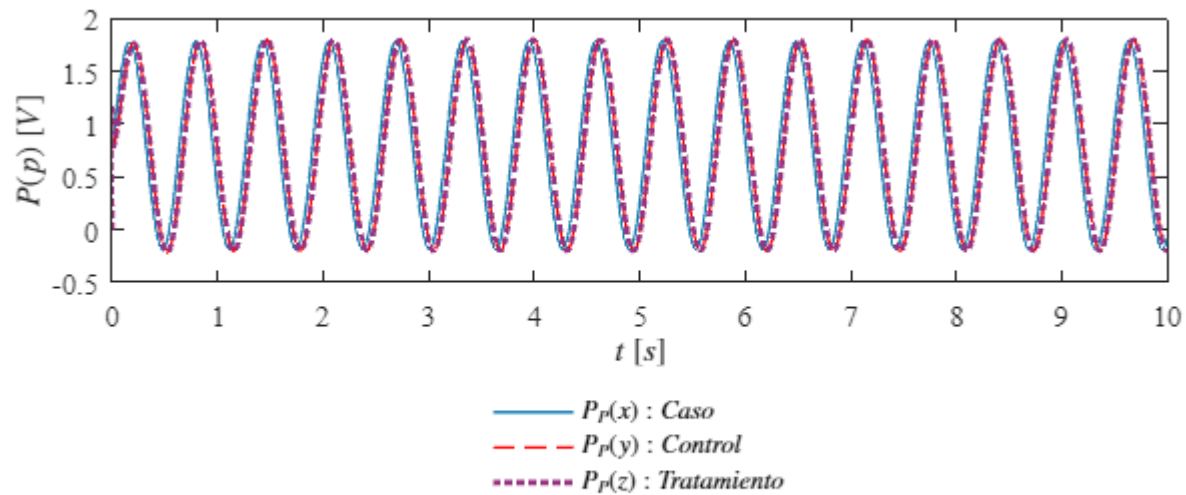 2
1.5
1
0.5
0
-0.5
P(p) [V]
0 1 2 3 4 5 6 7 8 9 10
t [s]
P_P(x) : Caso
P_P(y) : Control
P_P(z) : Tratamiento